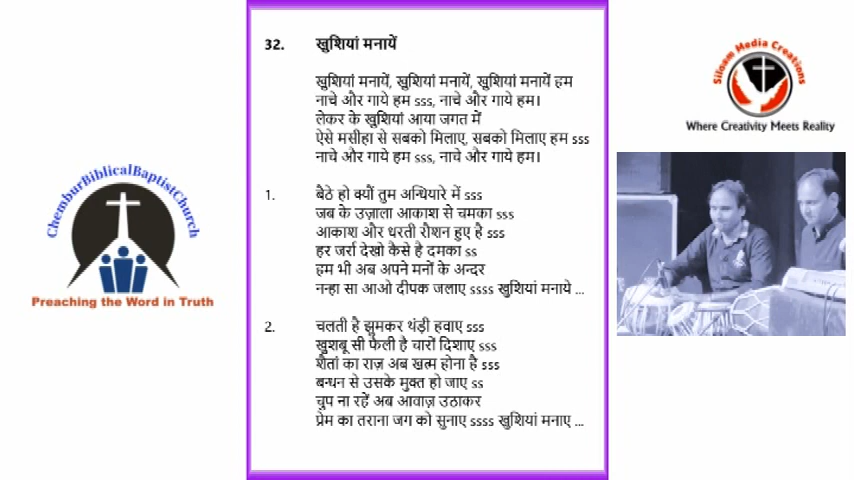 32. खुशियां मनायें
खुशियां मनायें, खुशियां मनायें, खुशियां मनायें हम
नाचे और गाये हम sss, नाचे और गाये हम।
लेकर के खुशियां आया जगत में
ऐसे मसीहा से सबको मिलाए, सबको मिलाए हम sss
नाचे और गाये हम sss, नाचे और गाये हम।
1. बैठे हो क्यौं तुम अन्धियारे में sss
जब के उज़ाला आकाश से चमका sss
आकाश और धरती रौशन हुए है sss
हर जर्रा देखो कैसे है दमका ss
हम भी अब अपने मनों के अन्दर
नन्हा सा आओ दीपक जलाए ssss खुशियां मनाये ...
2. चलती है झुमकर थंड़ी हवाए sss
खुशबू सी फैली है चारों दिशाए sss
शैतां का राज़ अब खत्म होना है sss
बन्धन से उसके मुक्त हो जाए ss
चुप ना रहें अब आवाज़ उठाकर
प्रेम का तराना जग को सुनाए ssss खुशियां मनाए ...
ChemburBiblicalBaptistChurch
Preaching the Word in Truth
Siloam Media Creations
Where Creativity Meets Reality